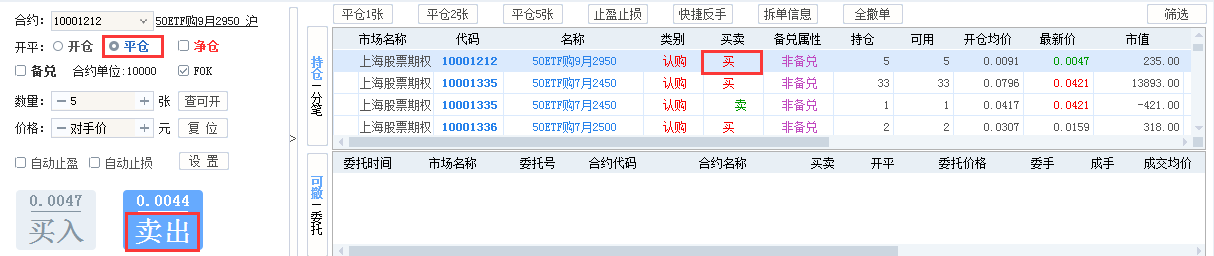 合约: 10001212 50ETF购9月2950 沪
开平: 开仓 平仓 净仓
备兑 合约单位:10000 FOK
数量: 5 张 查可开
价格: 对手价 元 复 位
自动止盈 自动止损 设 置
0.0047 0.0044
买入 卖出
>
平仓1张 平仓2张 平仓5张 止盈止损 快捷反手 拆单信息 全撤单 筛选
持仓 分笔
市场名称 代码 名称 类别 买卖 备兑属性 持仓 可用 开仓均价 最新价 市值
上海股票期权 10001212 50ETF购9月2950 认购 买 非备兑 5 5 0.0091 0.0047 235.00
上海股票期权 10001335 50ETF购7月2450 认购 买 非备兑 33 33 0.0796 0.0421 13893.00
上海股票期权 10001335 50ETF购7月2450 认购 卖 非备兑 1 1 0.0417 0.0421 -421.00
上海股票期权 10001336 50ETF购7月2500 认购 买 非备兑 2 2 0.0307 0.0159 318.00
可撤 委托
委托时间 市场名称 委托号 合约代码 合约名称 买卖 开平 委托价格 委手 成手 成交均价